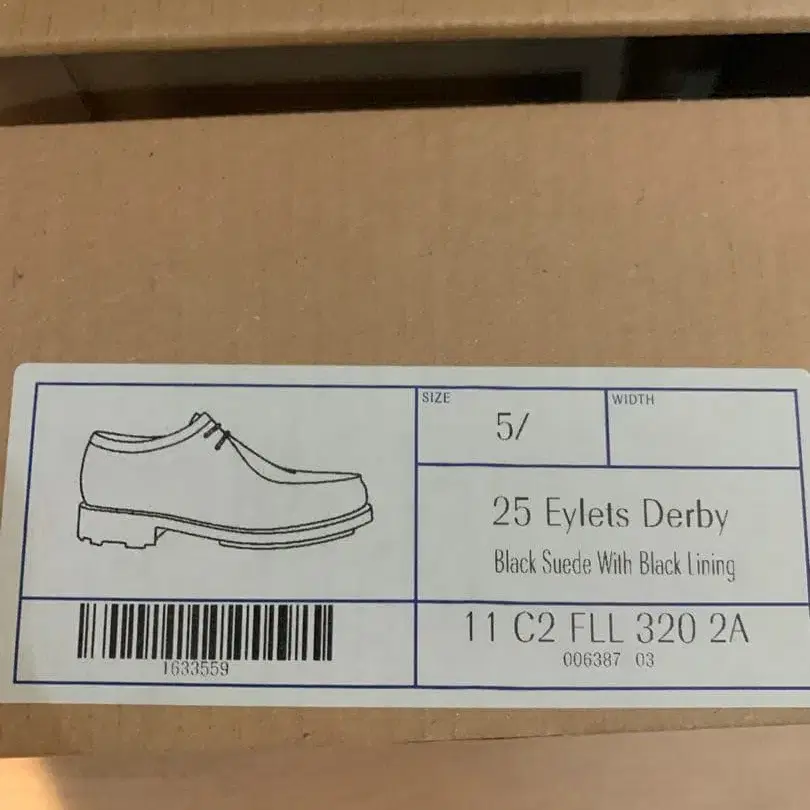 SIZE
5/
WIDTH
25 Eylets Derby
Black Suede With Black Lining
1633559
11 C2 FLL 320 2A
006387 03